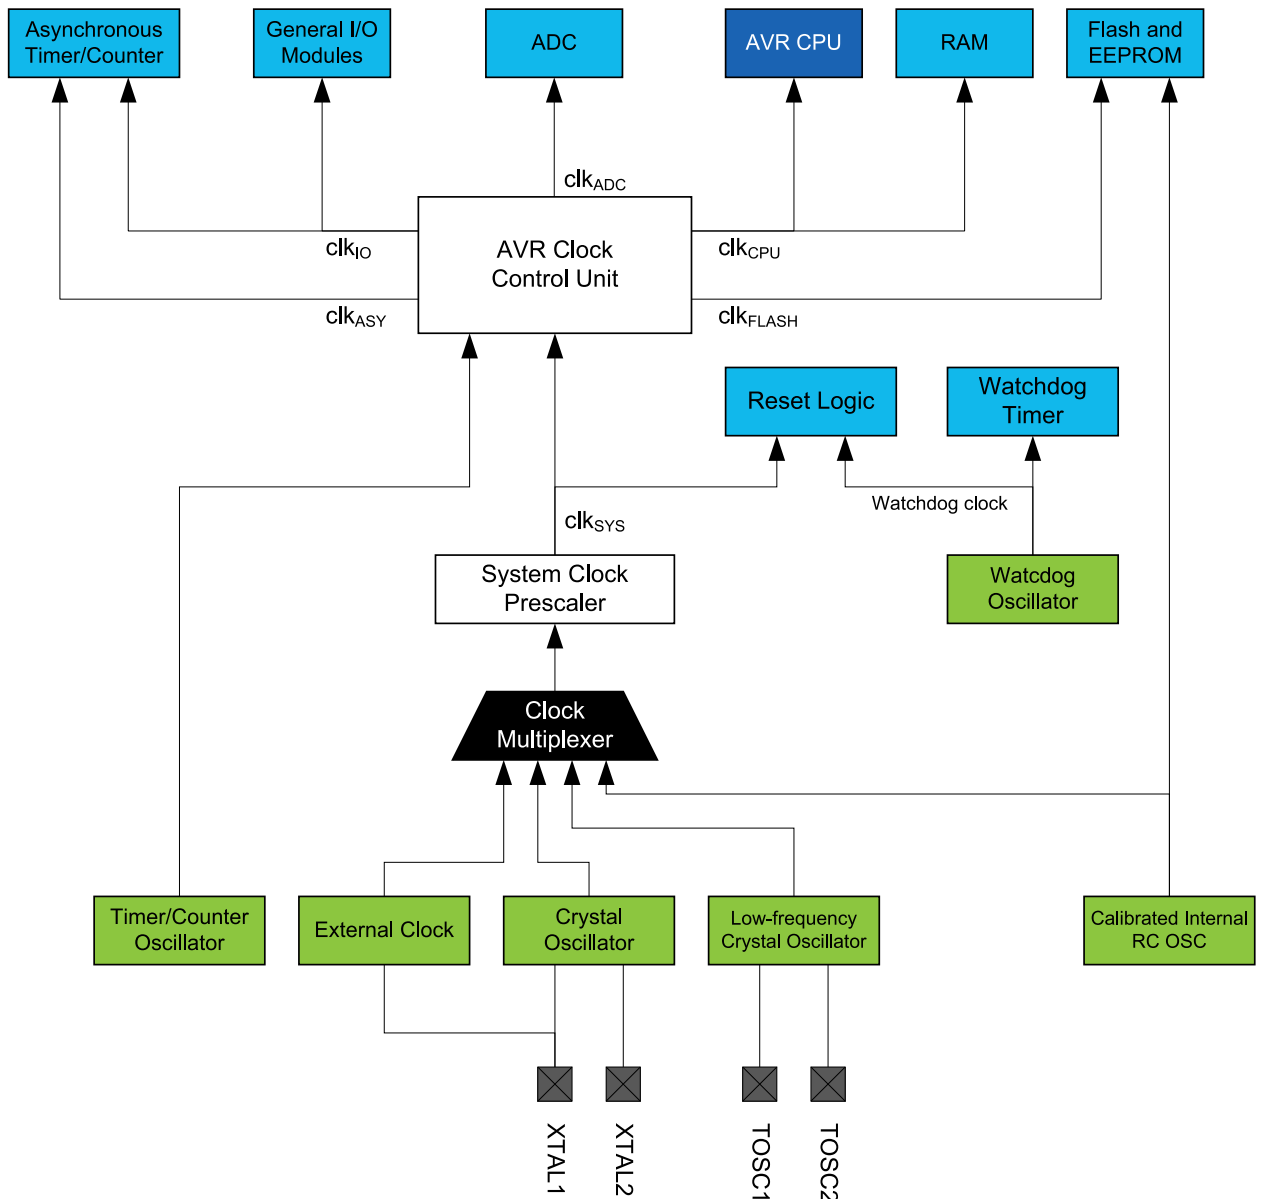 Asynchronous
Timer/Counter
General I/O
Modules
ADC
AVR CPU
RAM
Flash and
EEPROM
clkADC
clkIO
clkCPU
AVR Clock
Control Unit
clkASY
clkFLASH
Reset Logic
Watchdog
Timer
Watchdog clock
clkSYS
System Clock
Prescaler
Watcdog
Oscillator
Clock
Multiplexer
Timer/Counter
Oscillator
External Clock
Crystal
Oscillator
Low-frequency
Crystal Oscillator
Calibrated Internal
RC OSC
XTAL1
XTAL2
TOSC1
TOSC2